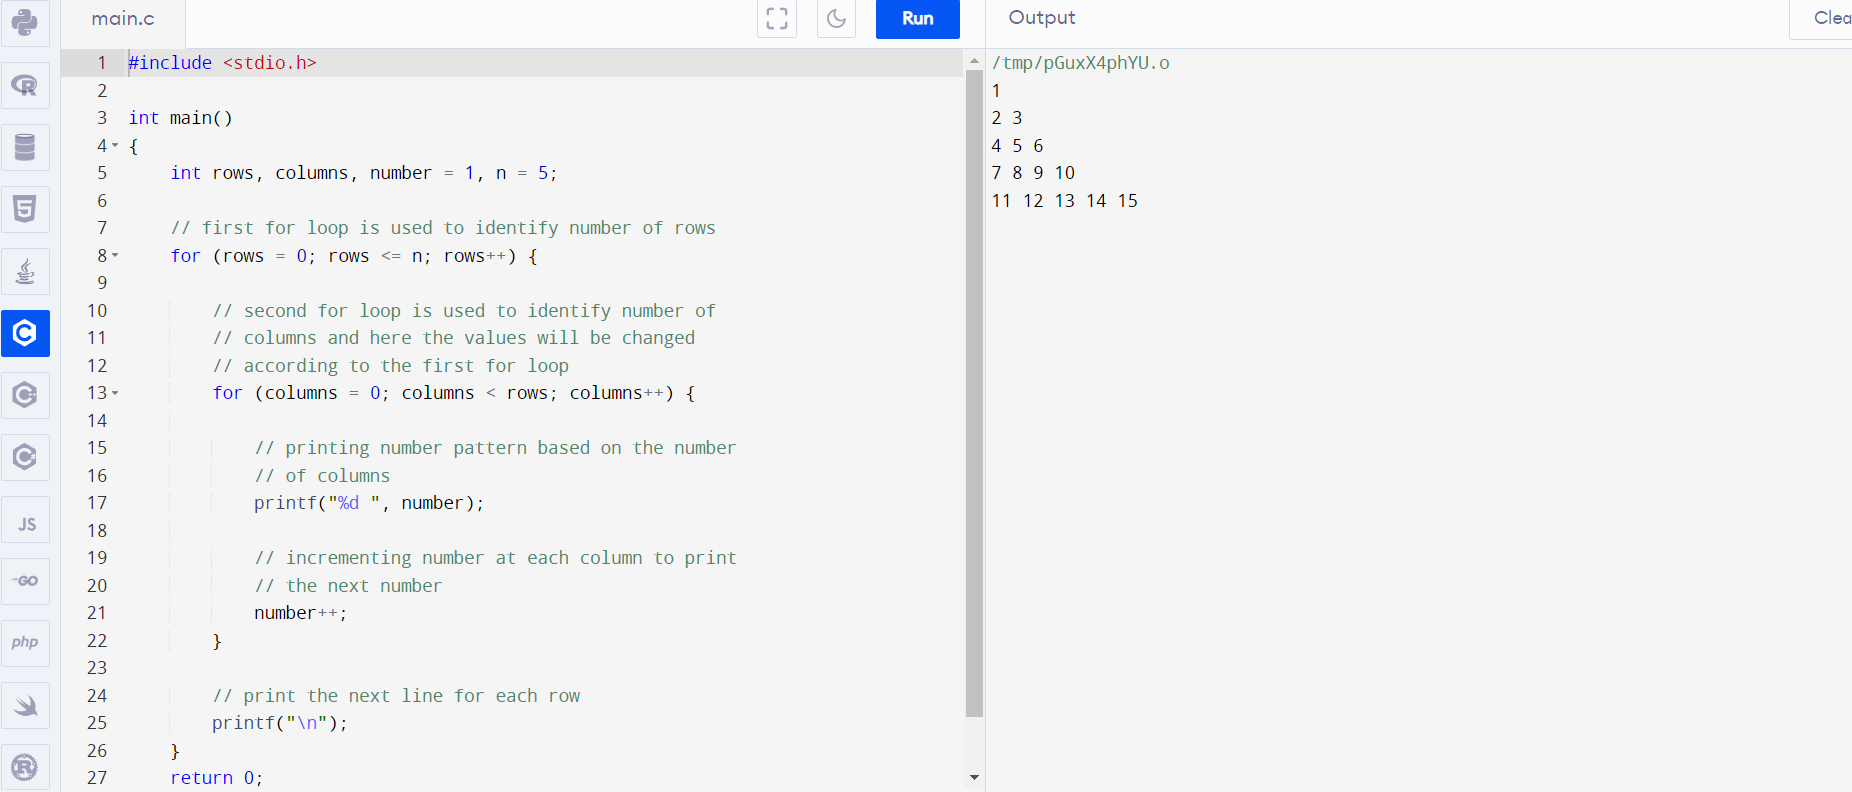 main.c
Run
Output
Clea
1 #include <stdio.h>
2
3 int main()
4 {
5     int rows, columns, number = 1, n = 5;
6
7     // first for loop is used to identify number of rows
8     for (rows = 0; rows <= n; rows++) {
9
10         // second for loop is used to identify number of
11         // columns and here the values will be changed
12         // according to the first for loop
13         for (columns = 0; columns < rows; columns++) {
14
15             // printing number pattern based on the number
16             // of columns
17             printf("%d ", number);
18
19             // incrementing number at each column to print
20             // the next number
21             number++;
22         }
23
24         // print the next line for each row
25         printf("\n");
26     }
27     return 0;
/tmp/pGuxX4phYU.o
1
2 3
4 5 6
7 8 9 10
11 12 13 14 15
R
5
C
C
C
JS
GO
php
R